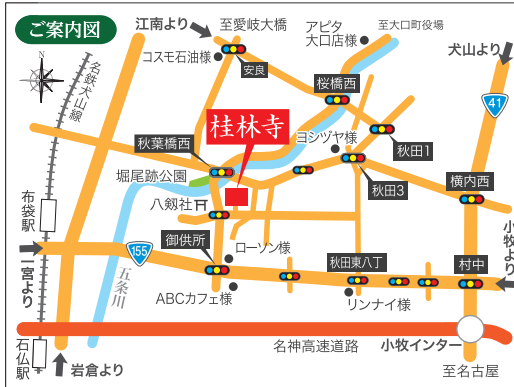 ご案内図
江南より
至愛岐大橋
アピタ
大口店様
至大口町役場
犬山より
コスモ石油様
安良
N
名鉄犬山線
桜橋西
41
桂林寺
秋葉橋西
ヨシヅヤ様
秋田1
堀尾跡公園
秋田3
横内西
八剱社
布袋駅
御供所
ローソン様
155
一宮より
五条川
秋田東八丁
村中
小牧より
ABCカフェ様
リンナイ様
石仏駅
岩倉より
名神高速道路
小牧インター
至名古屋